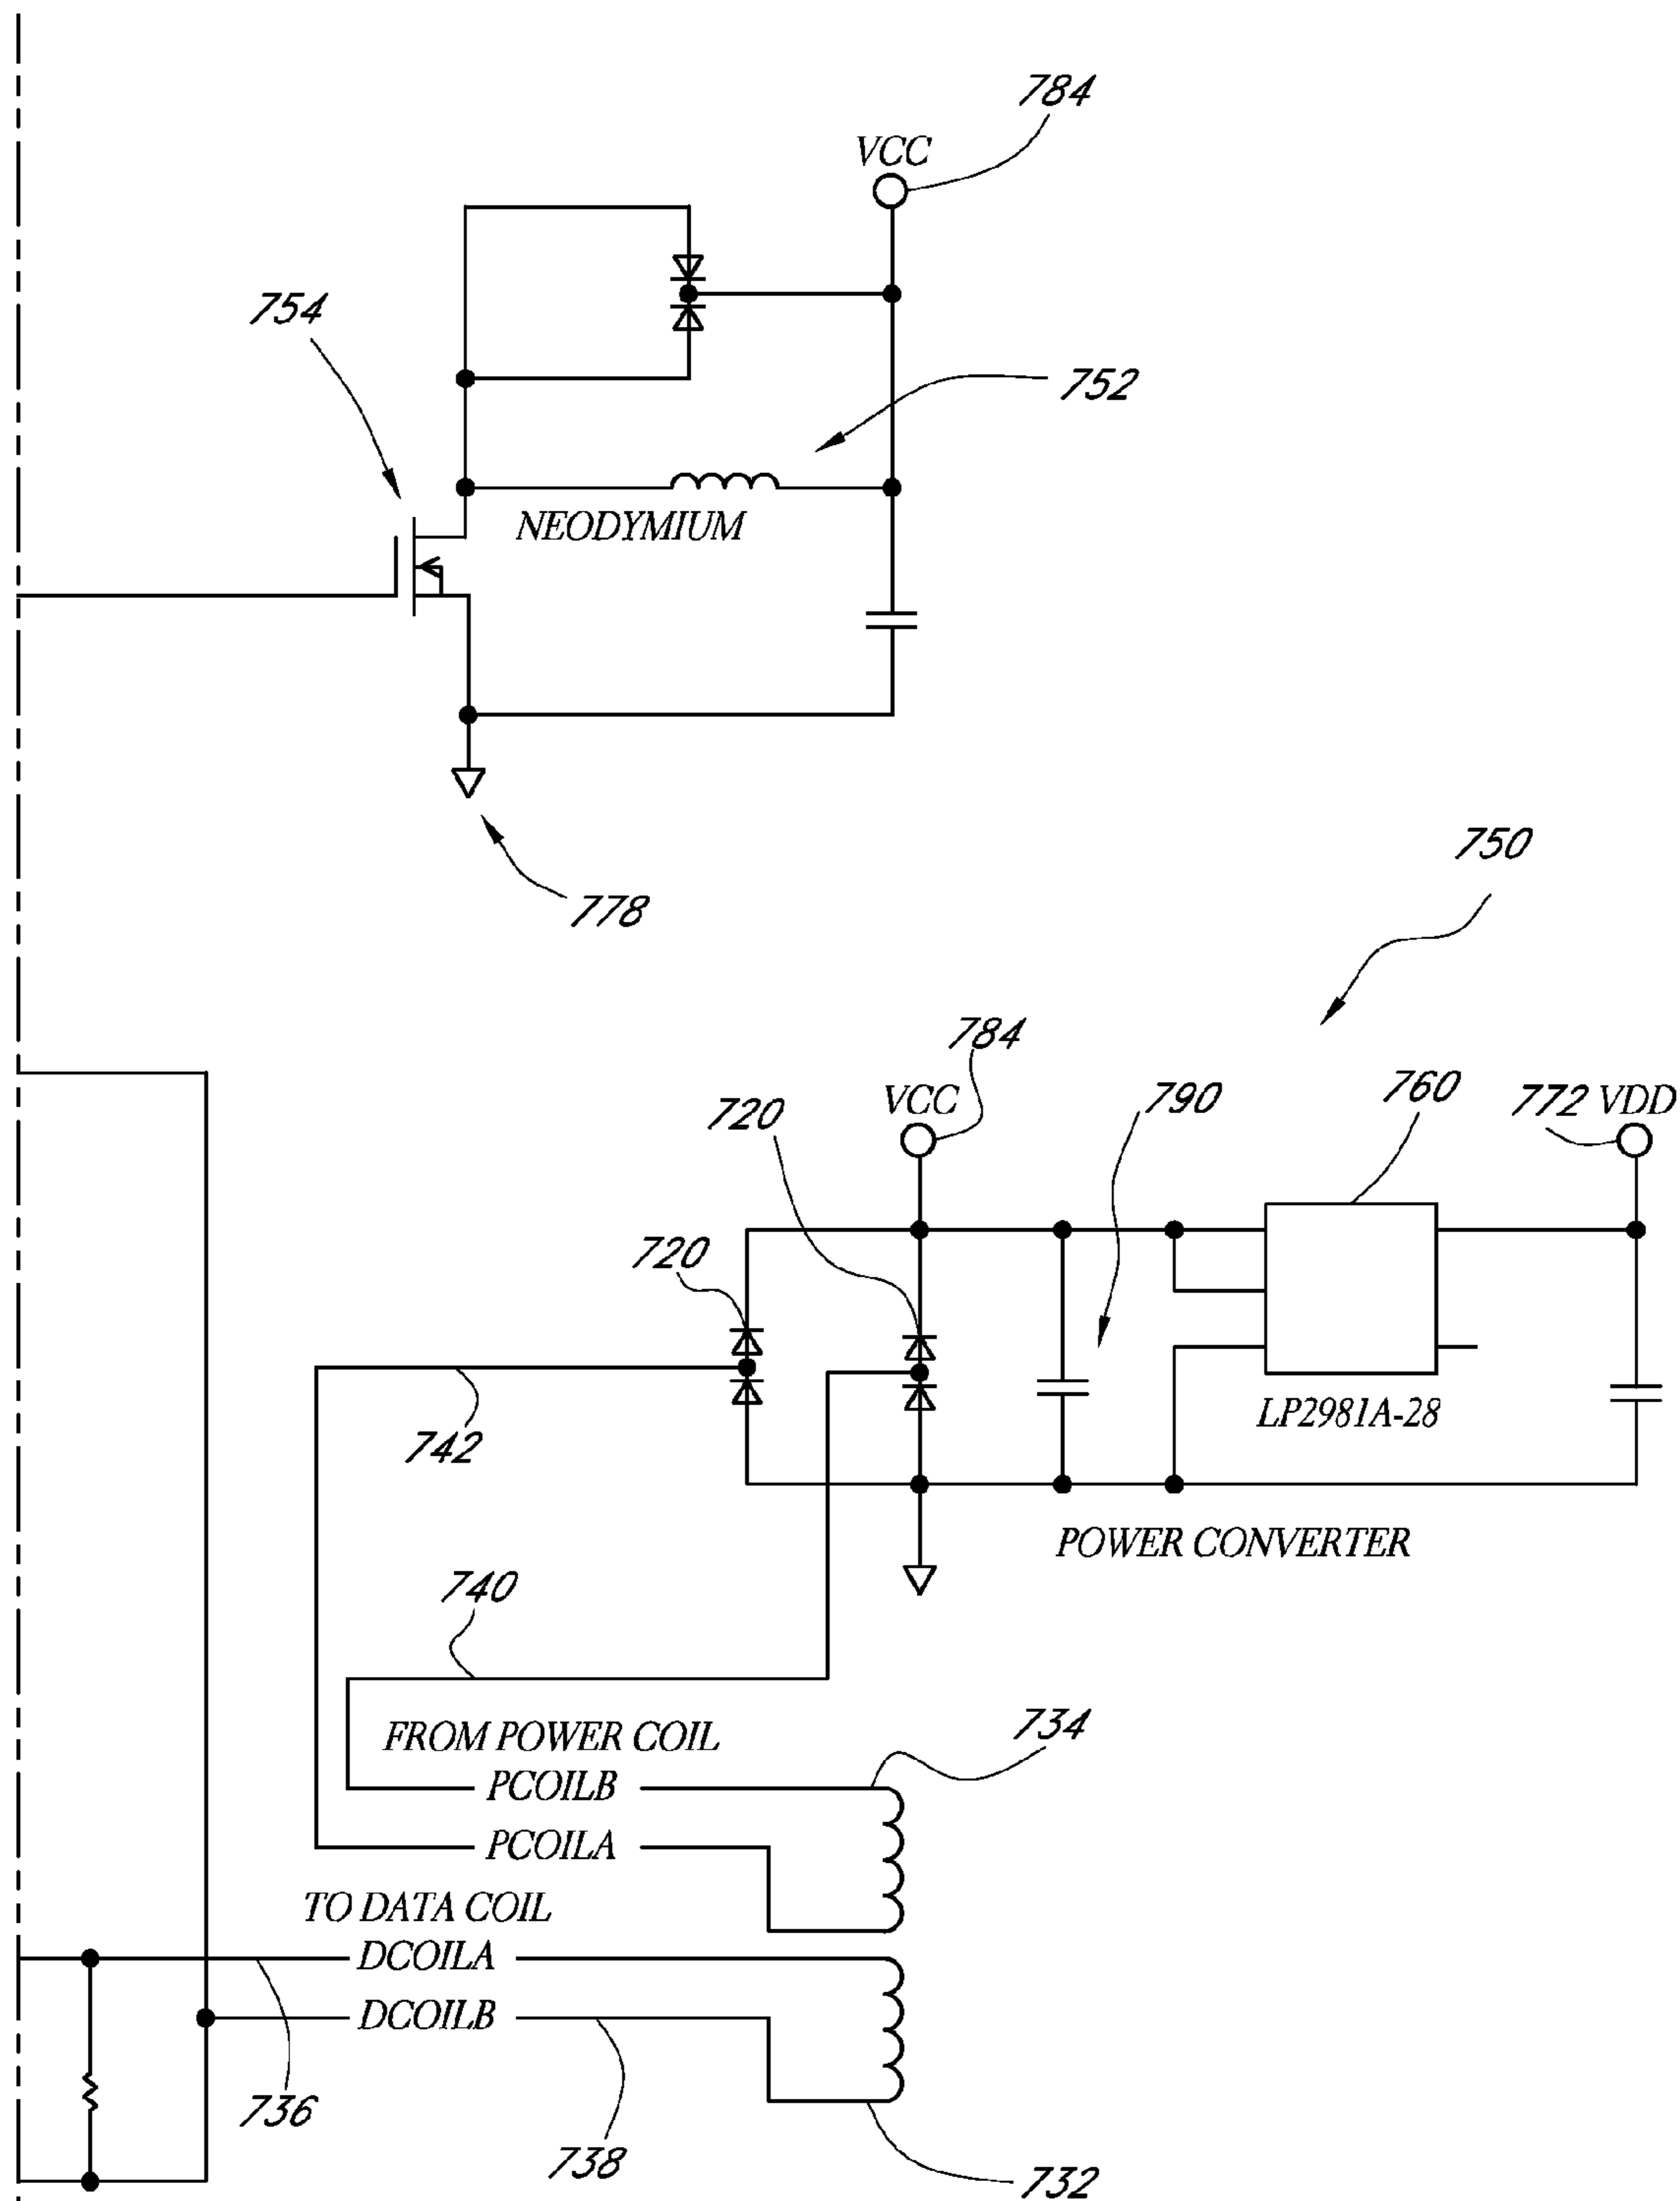 784
VCC
754
752
NEODYMIUM
778
750
784
VCC
720
790
760
772 VDD
720
742
LP2981A-28
POWER CONVERTER
740
FROM POWER COIL
734
PCOILB
PCOILA
TO DATA COIL
DCOILA
DCOILB
736
738
732